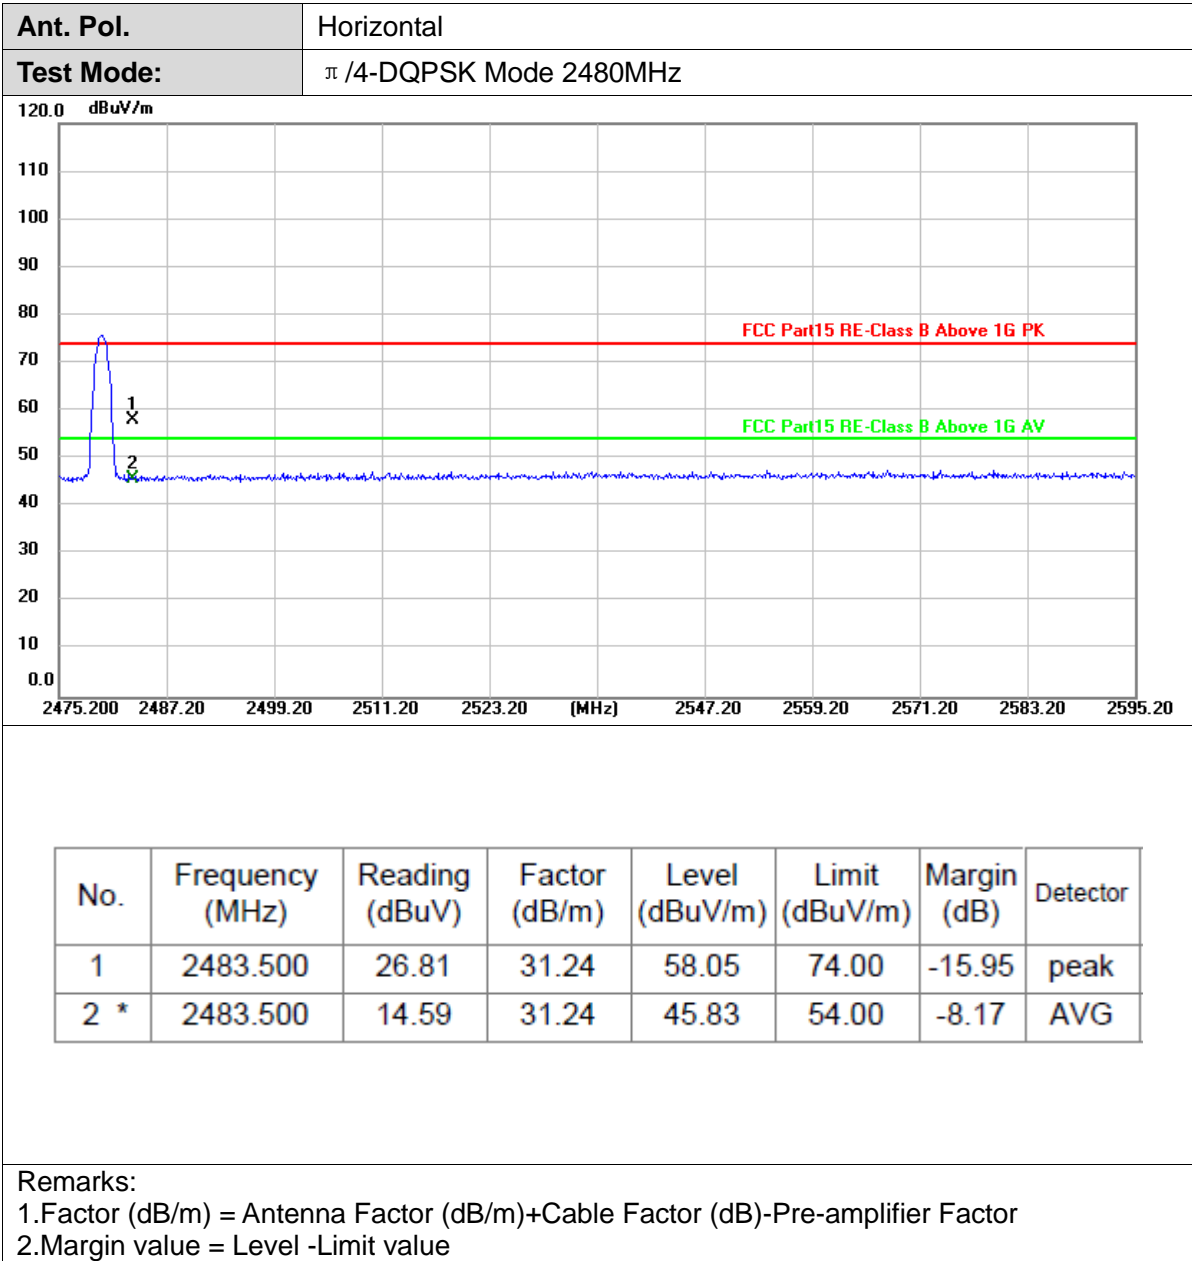 Ant. Pol. Horizontal
Test Mode: π/4-DQPSK Mode 2480MHz
120.0 dBuV/m
110
100
90
80
FCC Part15 RE-Class B Above 1G PK
70
60
1
FCC Part15 RE-Class B Above 1G AV
50
2
40
30
20
10
0.0
2475.200 2487.20 2499.20 2511.20 2523.20 (MHz) 2547.20 2559.20 2571.20 2583.20 2595.20
No. Frequency (MHz) Reading (dBuV) Factor (dB/m) Level (dBuV/m) Limit (dBuV/m) Margin (dB) Detector
1 2483.500 26.81 31.24 58.05 74.00 -15.95 peak
2 * 2483.500 14.59 31.24 45.83 54.00 -8.17 AVG
Remarks:
1.Factor (dB/m) = Antenna Factor (dB/m)+Cable Factor (dB)-Pre-amplifier Factor
2.Margin value = Level -Limit value